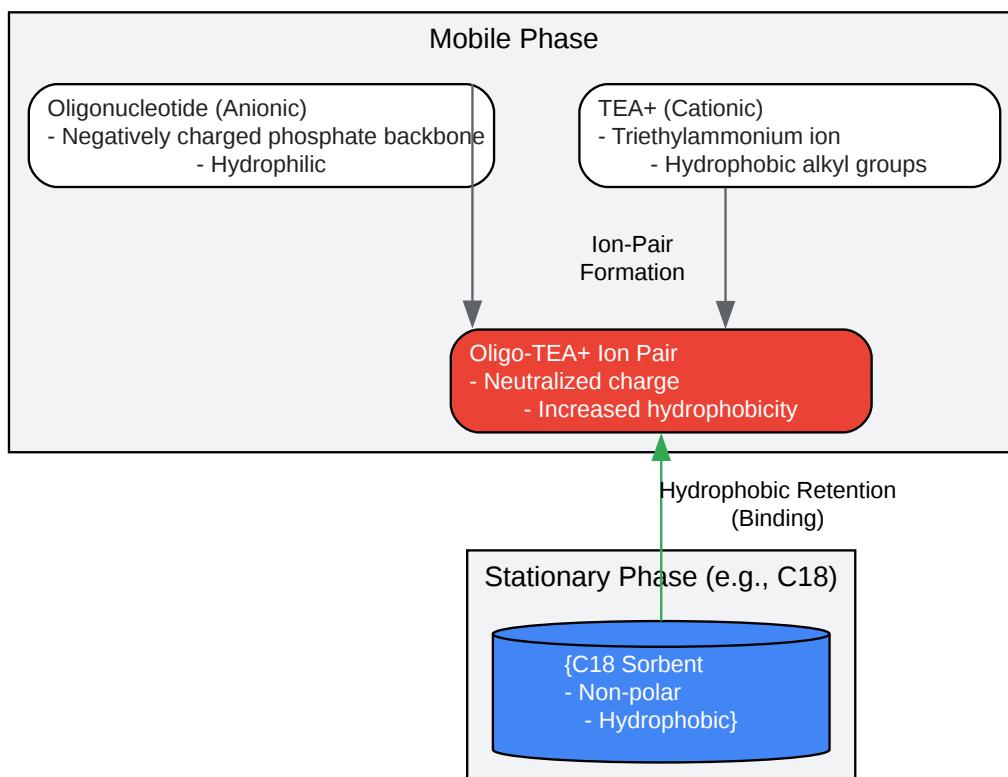 Mobile Phase
Oligonucleotide (Anionic)
- Negatively charged phosphate backbone
- Hydrophilic
TEA+ (Cationic)
- Triethylammonium ion
- Hydrophobic alkyl groups
Ion-Pair
Formation
Oligo-TEA+ Ion Pair
- Neutralized charge
- Increased hydrophobicity
Hydrophobic Retention
(Binding)
Stationary Phase (e.g., C18)
{C18 Sorbent
- Non-polar
- Hydrophobic}